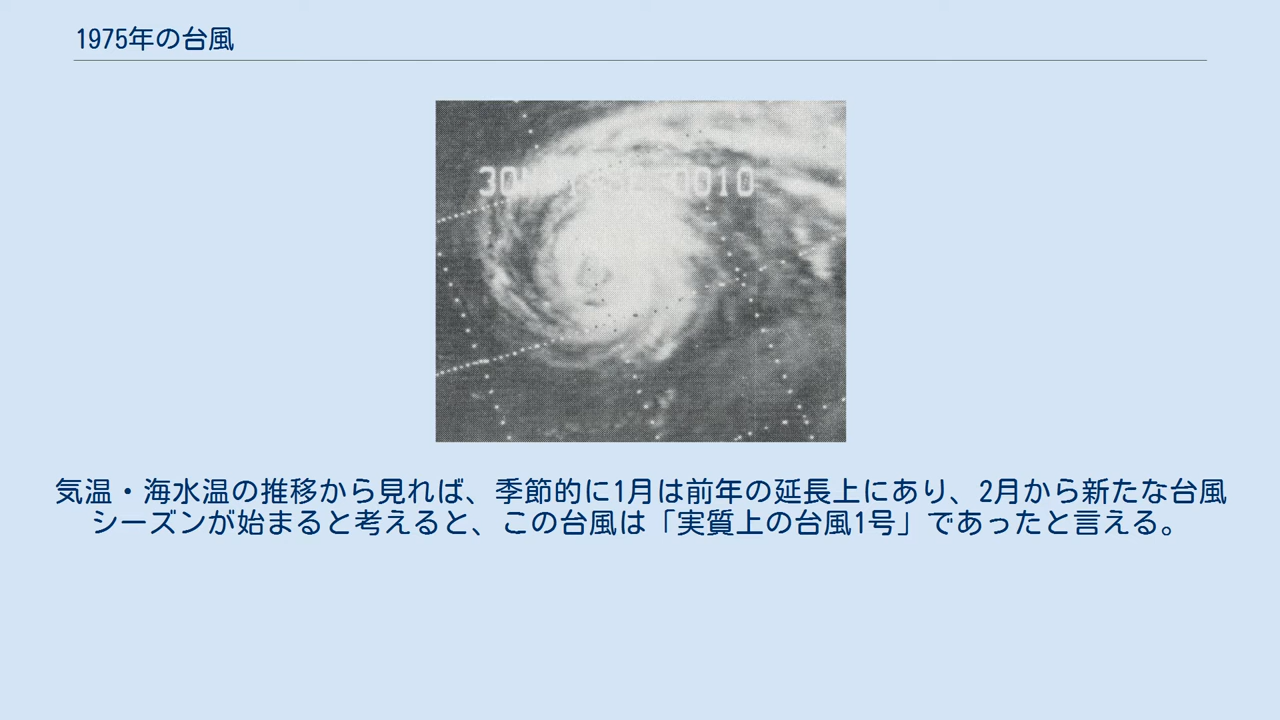 1975年の台風
0010
気温・海水温の推移から見れば、季節的に1月は前年の延長上にあり、2月から新たな台風
シーズンが始まると考えると、この台風は「実質上の台風1号」であったと言える。